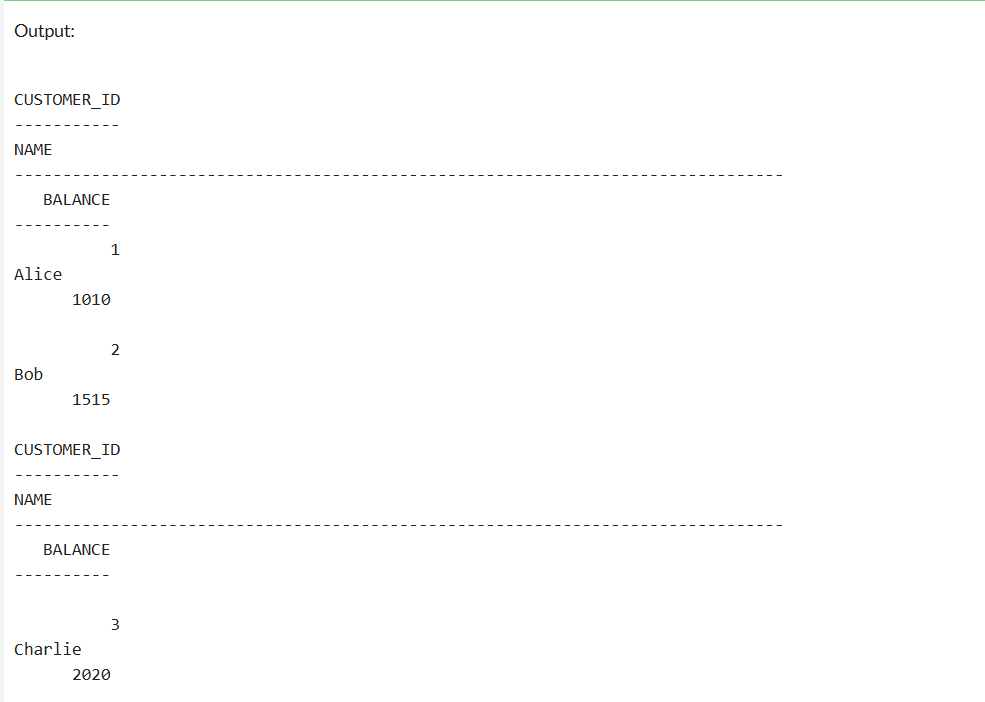 Output:
CUSTOMER_ID
-----------
NAME
--------------------------------------------------------------------------------
   BALANCE
----------
          1
Alice
      1010
          2
Bob
      1515
CUSTOMER_ID
-----------
NAME
--------------------------------------------------------------------------------
   BALANCE
----------
          3
Charlie
      2020